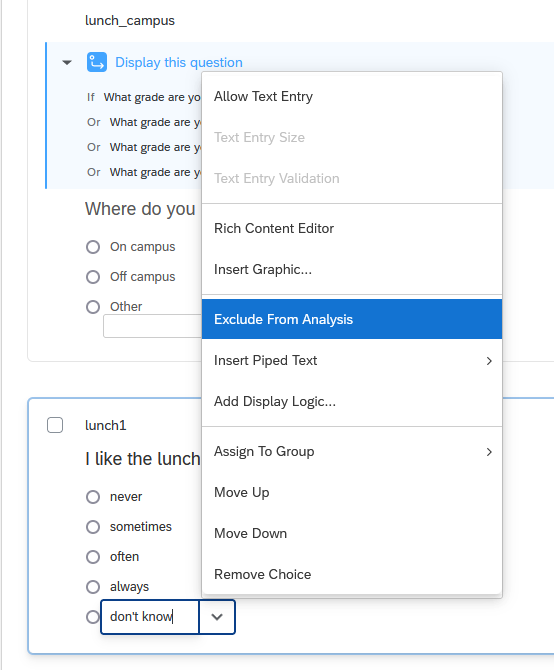 lunch_campus
Display this question
If What grade are yo
Or What grade are y
Or What grade are y
Or What grade are y
Where do you
On campus
Off campus
Other
Allow Text Entry
Text Entry Size
Text Entry Validation
Rich Content Editor
Insert Graphic...
Exclude From Analysis
Insert Piped Text
Add Display Logic...
Assign To Group
Move Up
Move Down
Remove Choice
lunch1
I like the lunch
never
sometimes
often
always
don't know